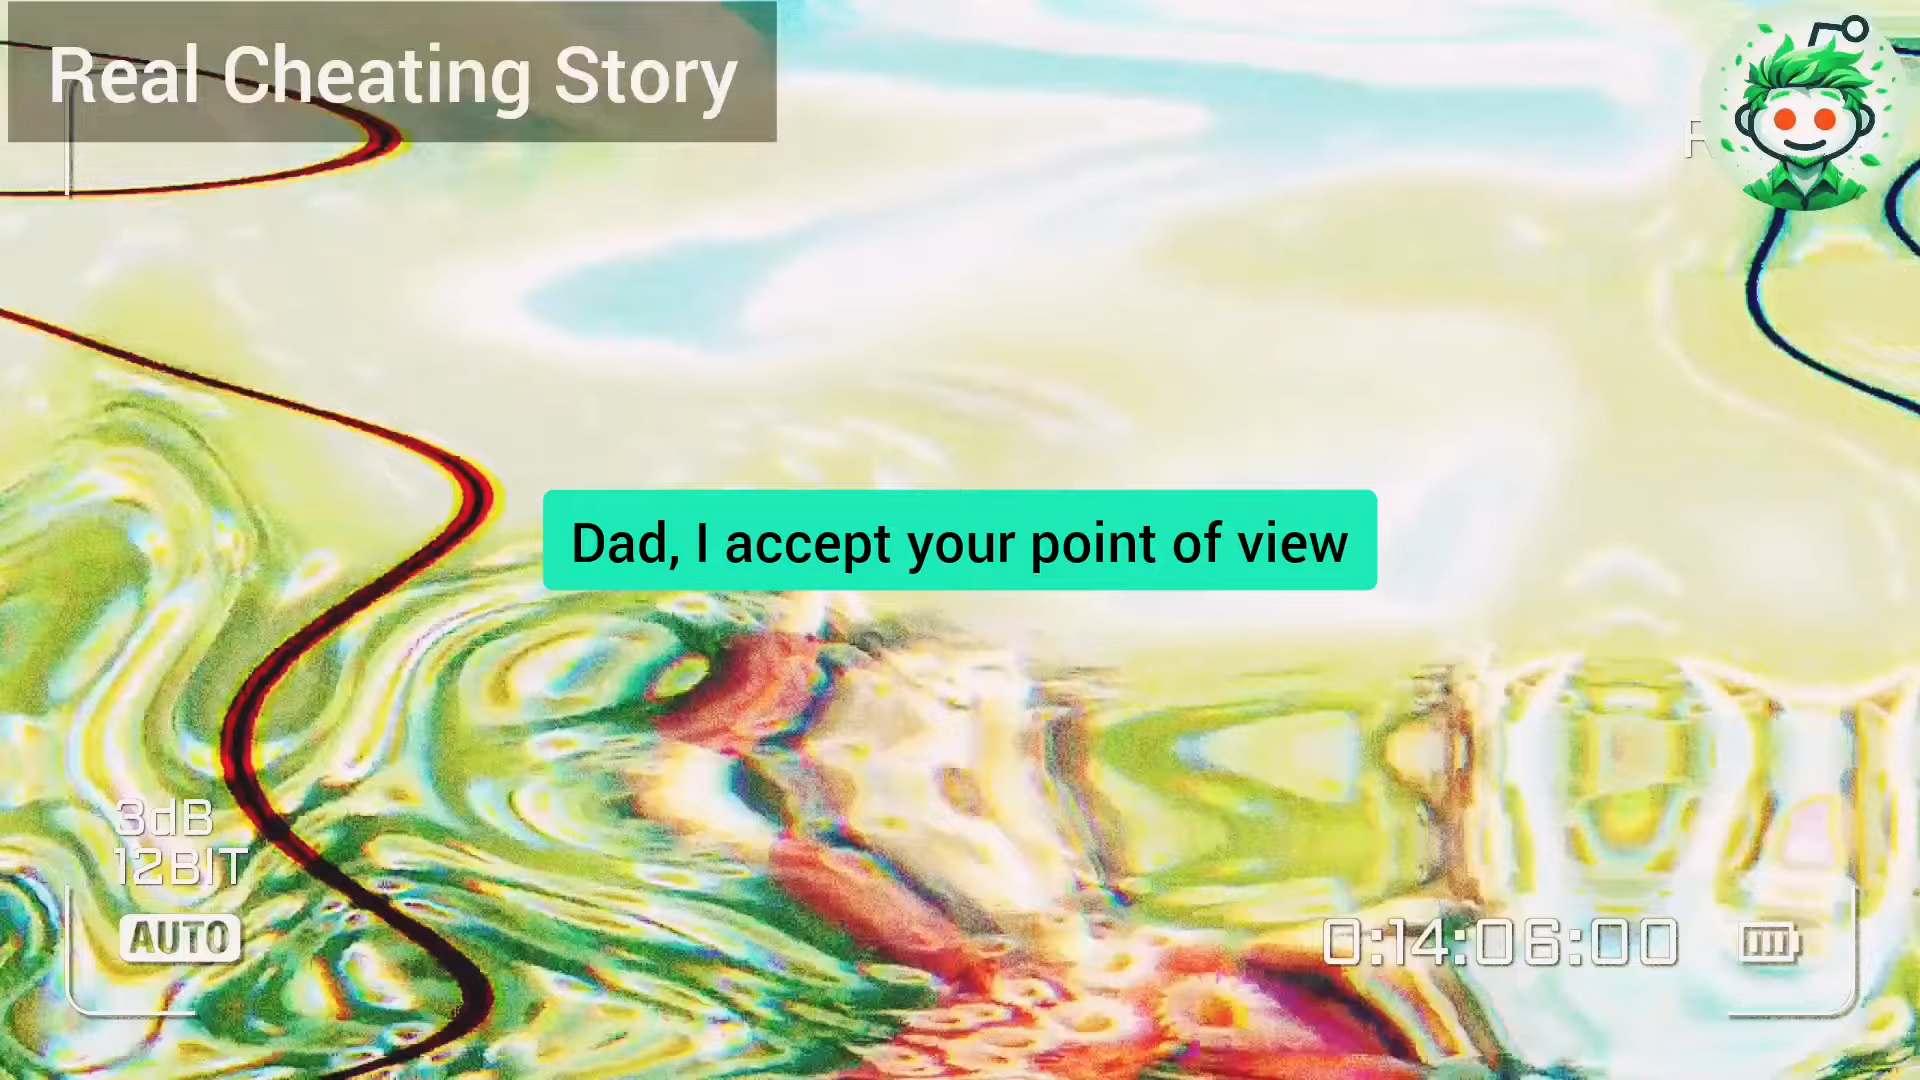 Real Cheating Story
R
Dad, I accept your point of view
3dB
12BIT
AUTO
0:14:06:00